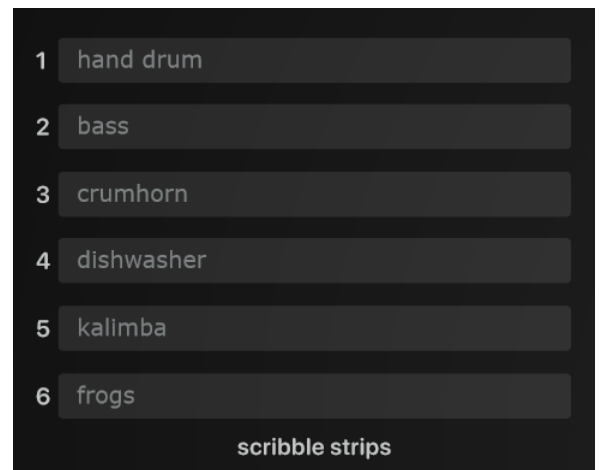 1 hand drum
2 bass
3 crumhorn
4 dishwasher
5 kalimba
6 frogs
scribble strips